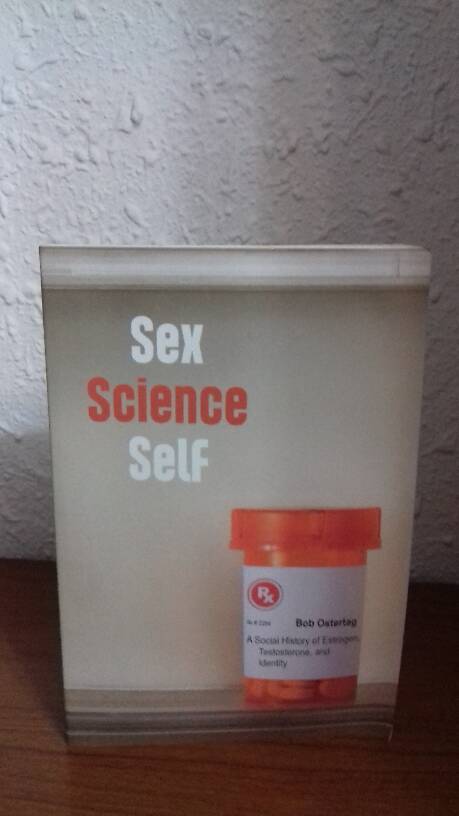 Sex
Science
Self
Rx
Bob Ostertag
A Social History of Estrogen,
Testosterone, and
Identity